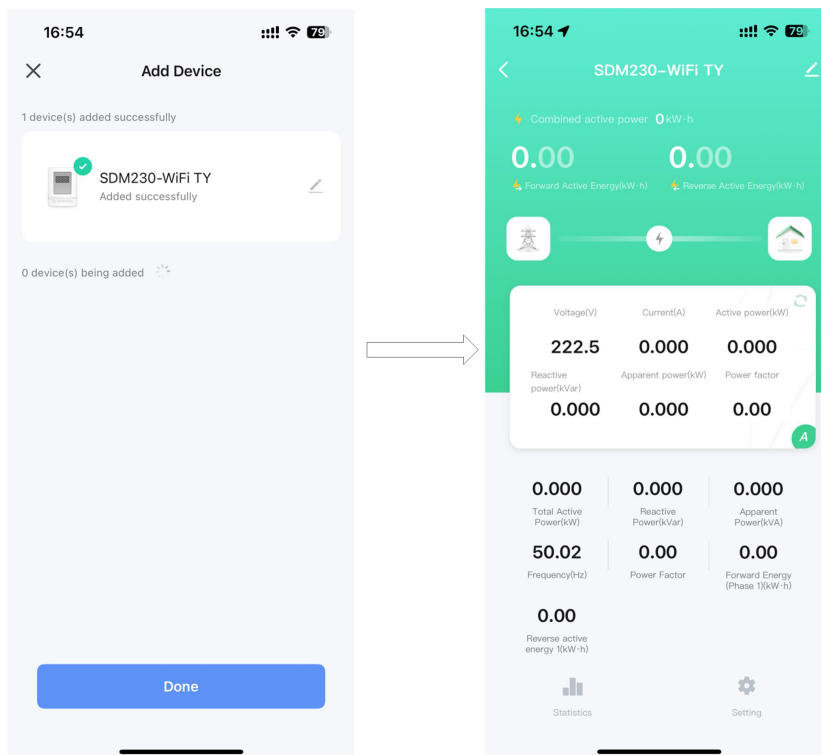 16:54
79
Add Device
1 device(s) added successfully
SDM230-WiFi TY
Added successfully
0 device(s) being added
Done
16:54
79
SDM230-WiFi TY
Combined active power 0 kW·h
0.00 0.00
Forward Active Energy(kW·h) Reverse Active Energy(kW·h)
Voltage(V) Current(A) Active power(kW)
222.5 0.000 0.000
Reactive Apparent power(kW) Power factor
power(kVar)
0.000 0.000 0.00
A
0.000 0.000 0.000
Total Active Reactive Apparent
Power(kW) Power(kVar) Power(kVA)
50.02 0.00 0.00
Frequency(Hz) Power Factor Forward Energy
(Phase 1)(kW·h)
0.00
Reverse active
energy 1(kW·h)
Statistics Setting